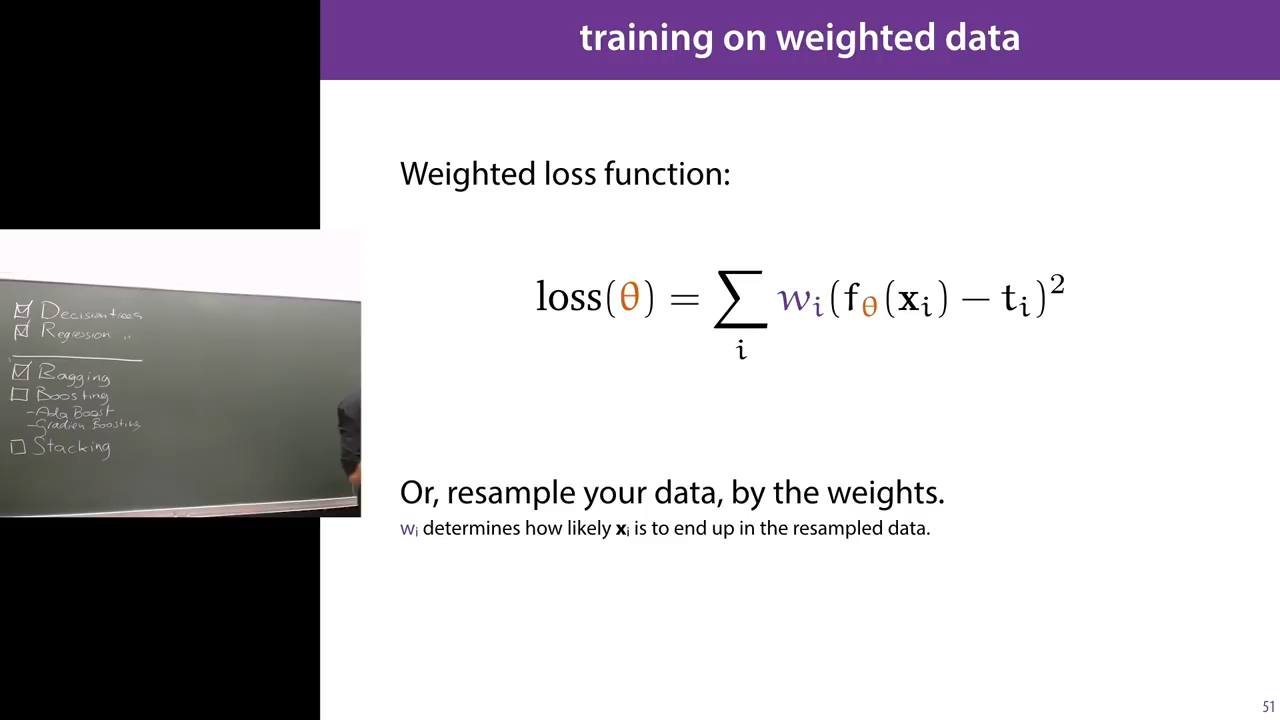 training on weighted data
Weighted loss function:
loss(θ) = ∑ᵢ wᵢ(f_θ(xᵢ) − tᵢ)²
Or, resample your data, by the weights.
wᵢ determines how likely xᵢ is to end up in the resampled data.
51
Decision trees
Regression "
Bagging
Boosting
- Ada Boost
- Gradien Boosting
Stacking